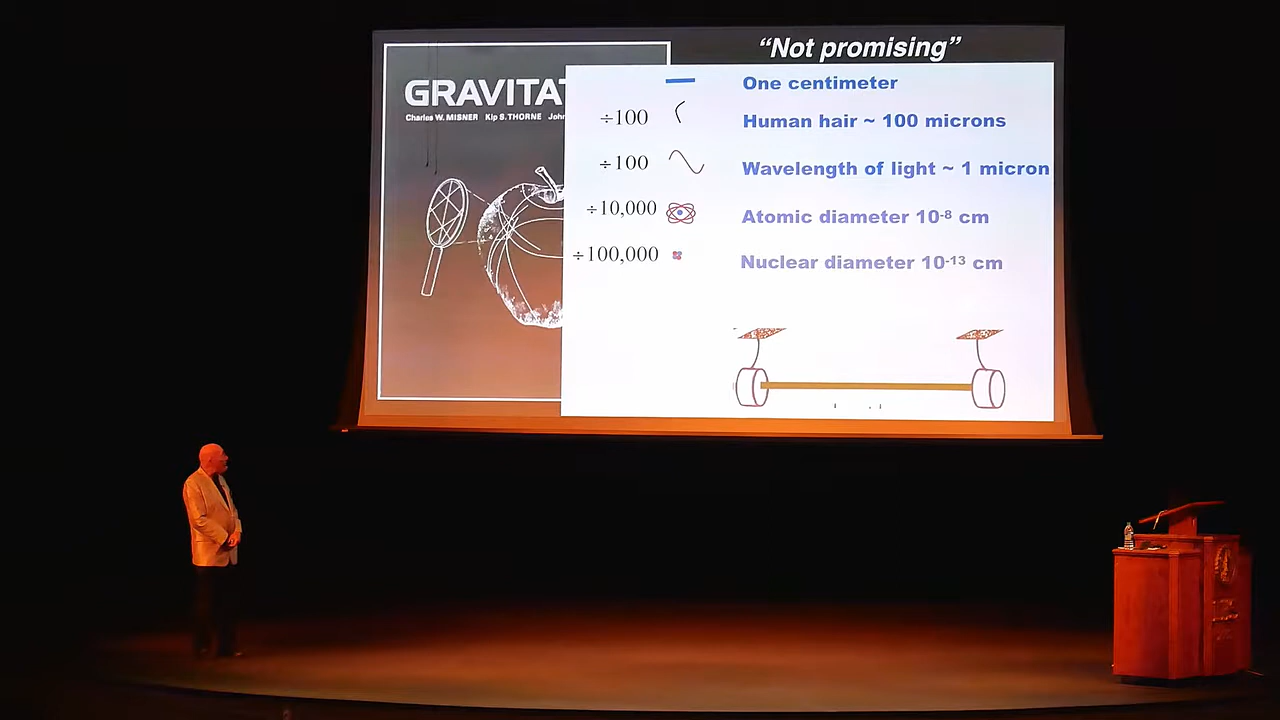 “Not promising”
GRAVITAT
Charles W. MISNER Kip S. THORNE John
One centimeter
÷100 Human hair ~ 100 microns
÷100 Wavelength of light ~ 1 micron
÷10,000 Atomic diameter 10⁻⁸ cm
÷100,000 Nuclear diameter 10⁻¹³ cm